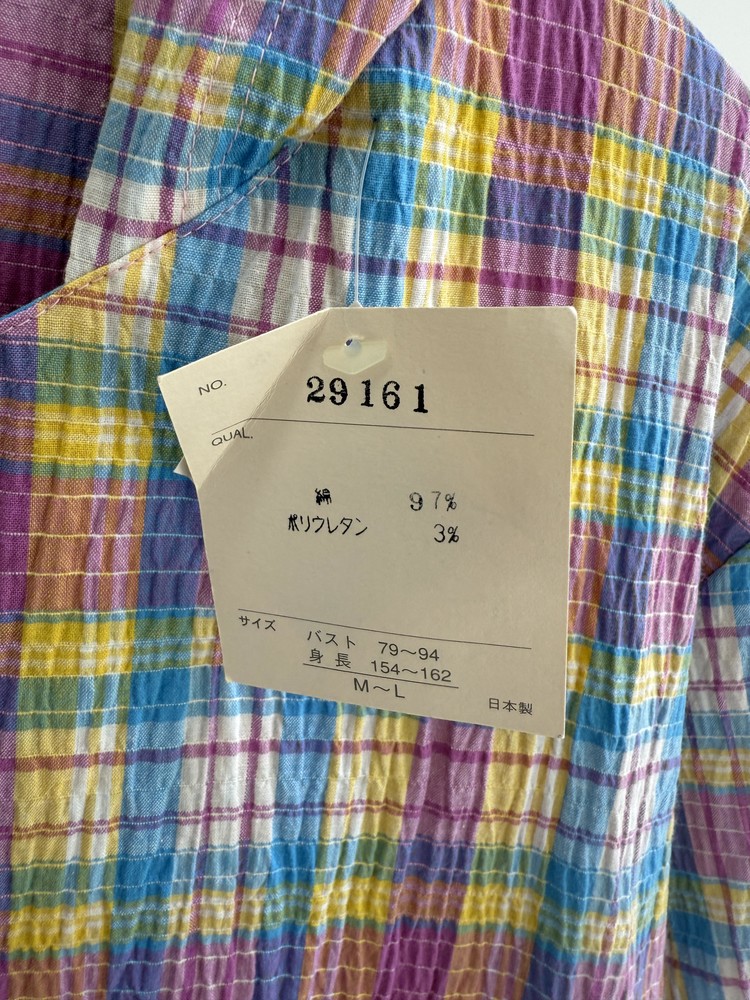 NO. 29161
QUAL.
綿 97%
ポリウレタン 3%
サイズ
バスト 79〜94
身長 154〜162
M〜L
日本製